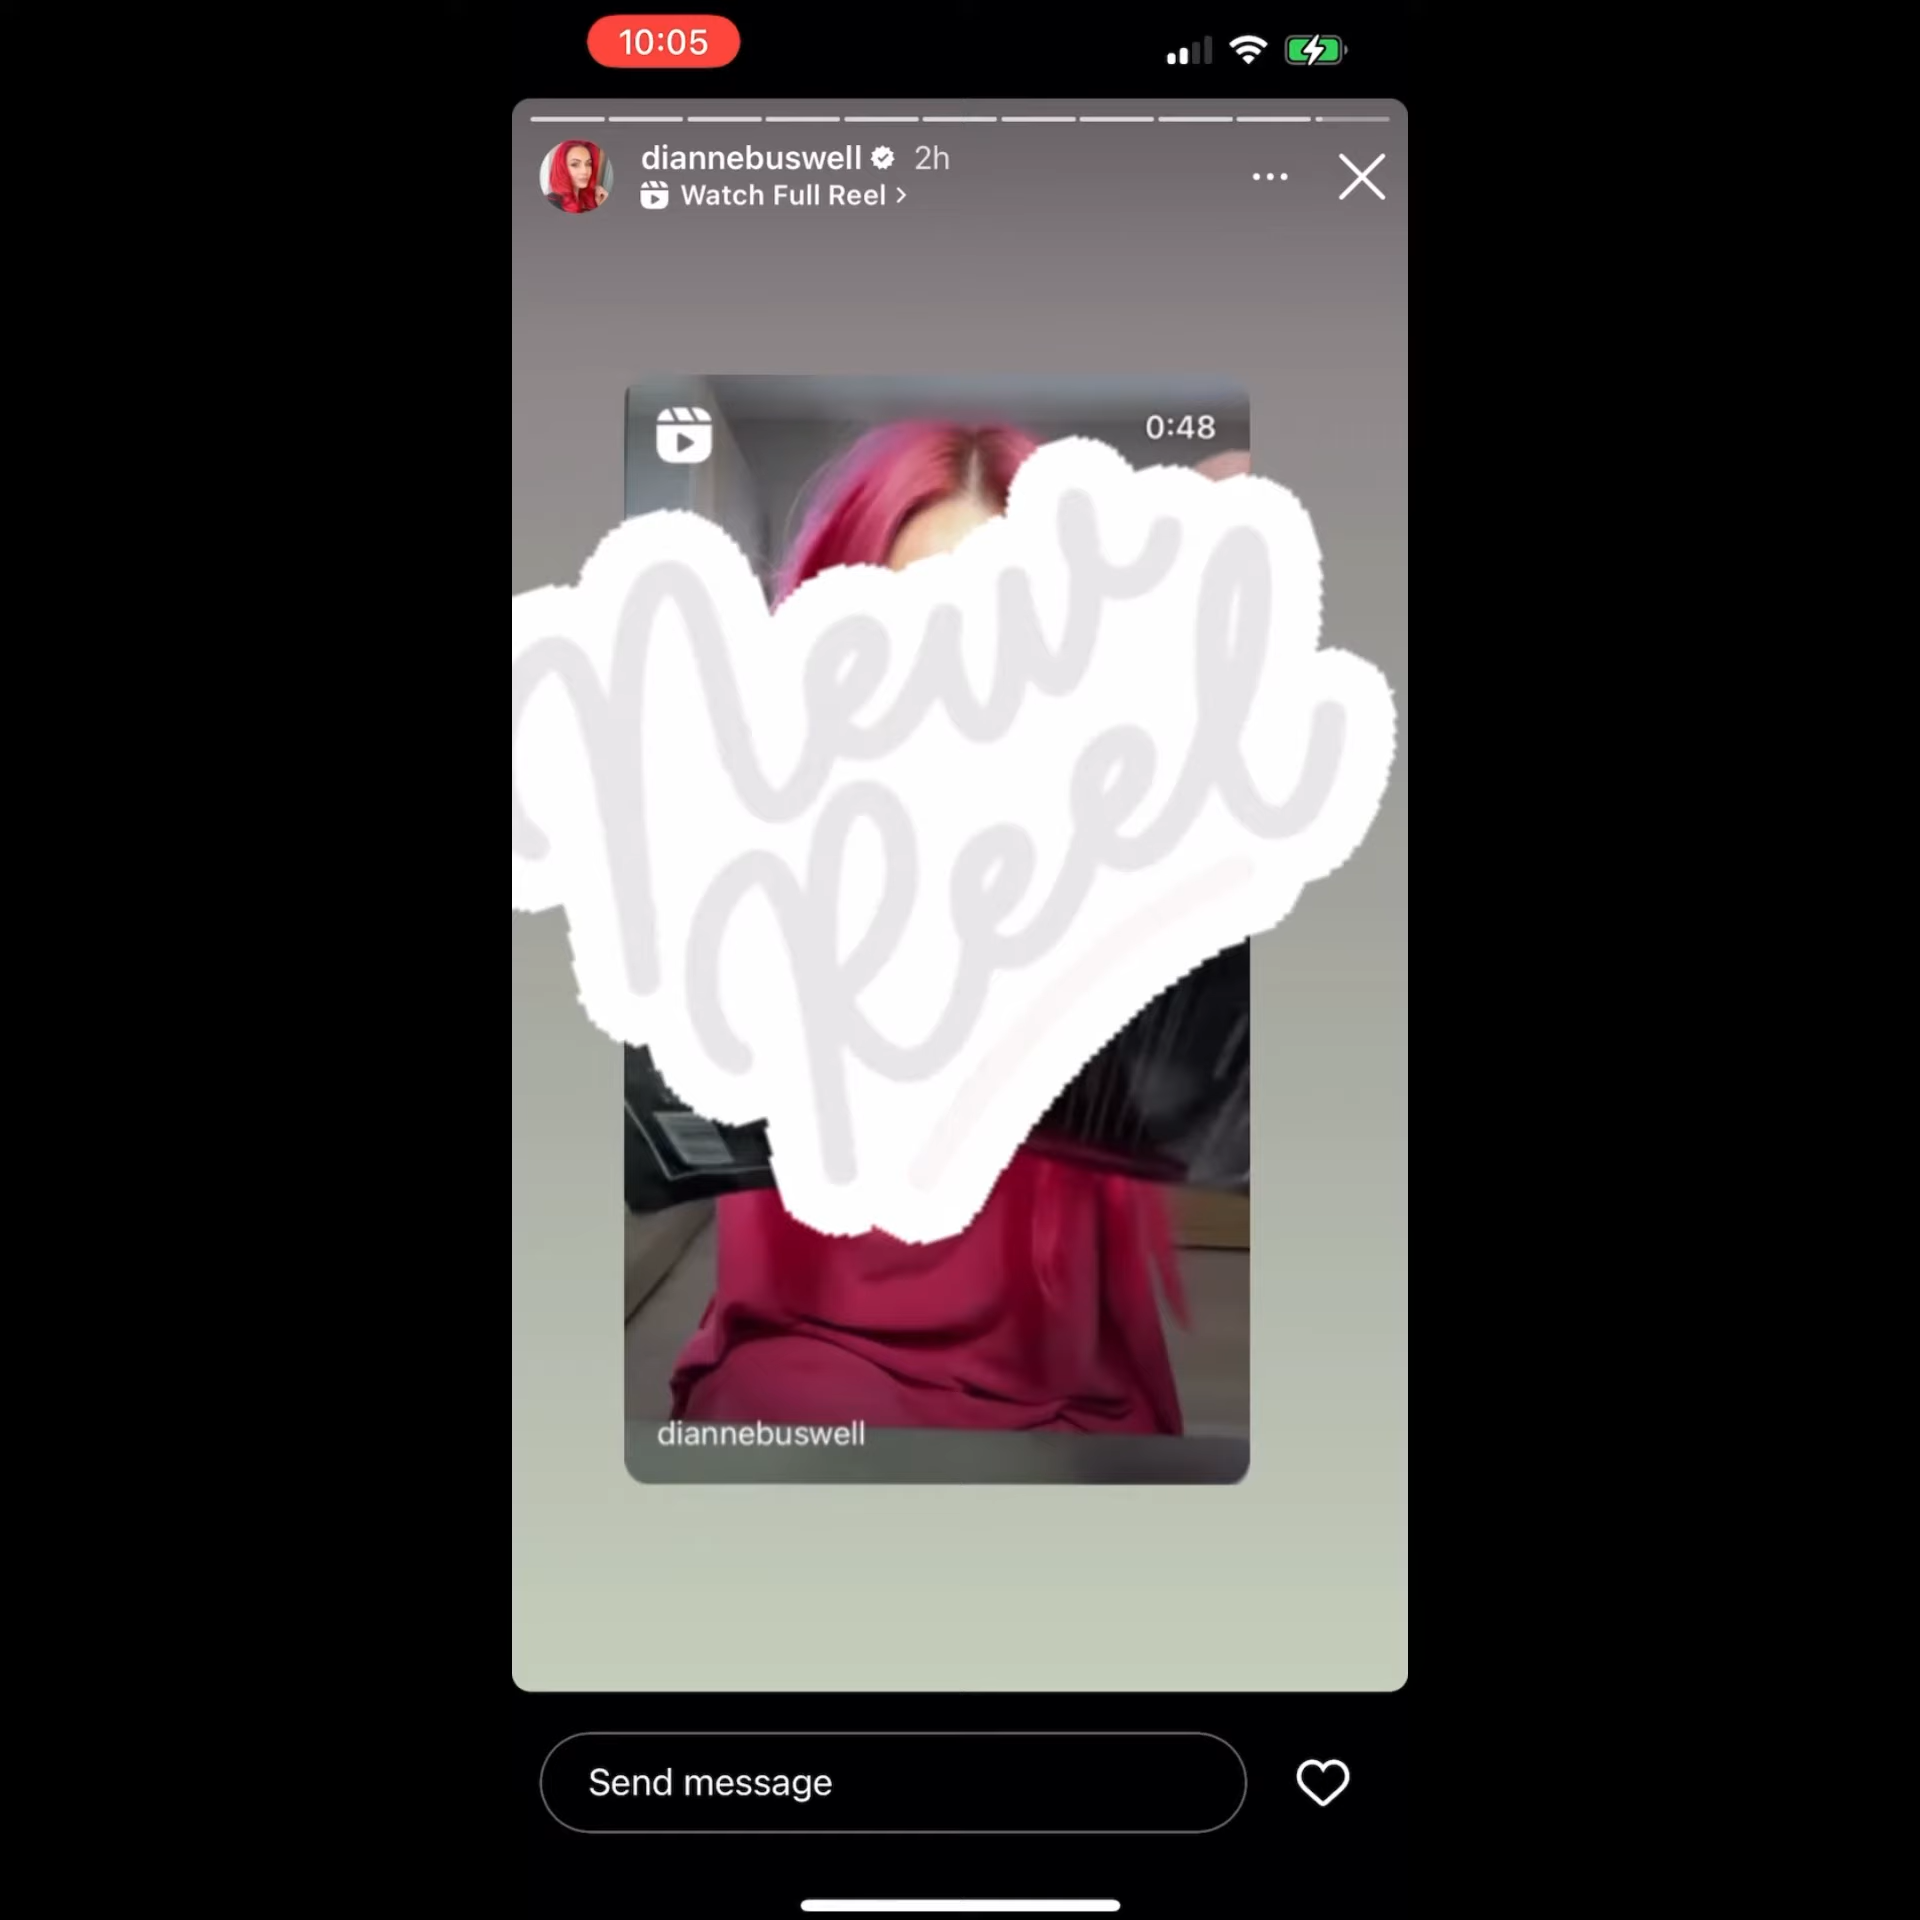 10:05
diannebuswell 2h
Watch Full Reel >
0:48
New
Reel
diannebuswell
Send message